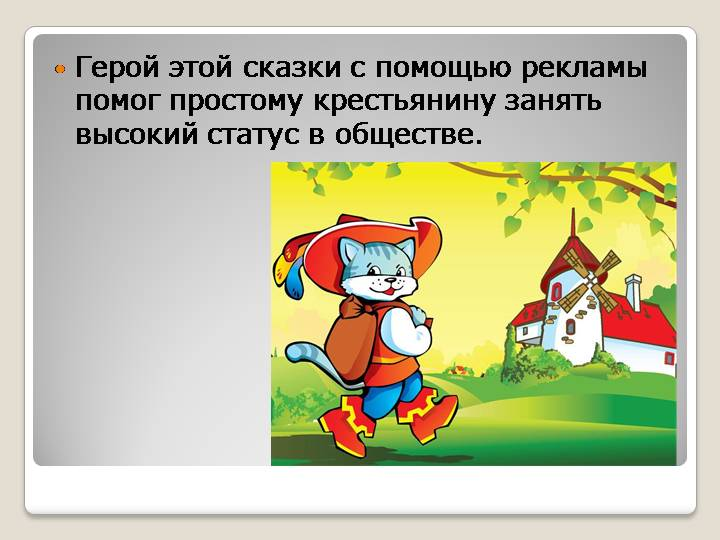 Герой этой сказки с помощью рекламы
помог простому крестьянину занять
высокий статус в обществе.